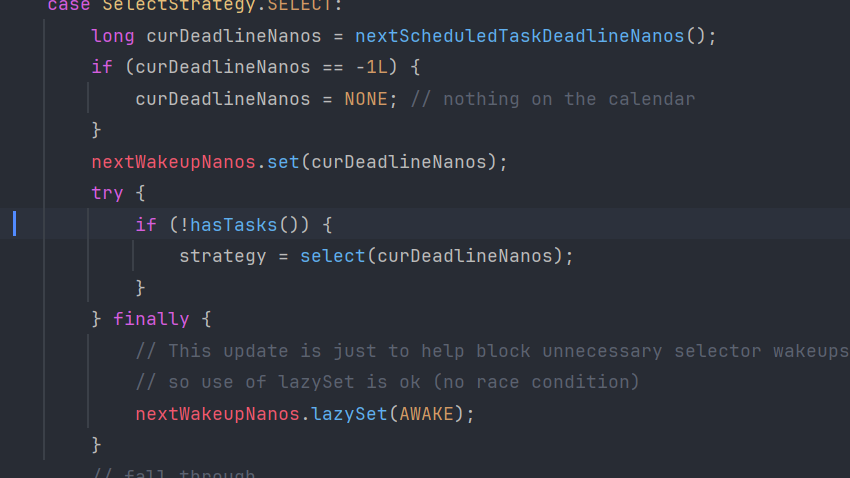 case SelectStrategy.SELECT:
long curDeadlineNanos = nextScheduledTaskDeadlineNanos();
if (curDeadlineNanos == -1L) {
curDeadlineNanos = NONE; // nothing on the calendar
}
nextWakeupNanos.set(curDeadlineNanos);
try {
if (!hasTasks()) {
strategy = select(curDeadlineNanos);
}
} finally {
// This update is just to help block unnecessary selector wakeups
// so use of lazySet is ok (no race condition)
nextWakeupNanos.lazySet(AWAKE);
}
// fall through